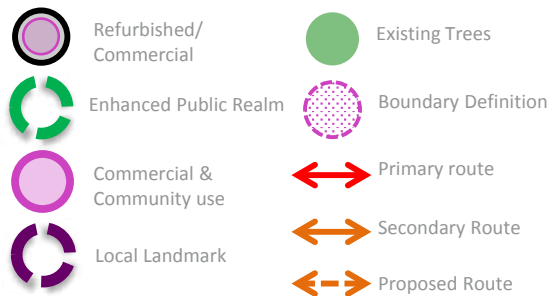 Refurbished/
Commercial
Enhanced Public Realm
Commercial &
Community use
Local Landmark
Existing Trees
Boundary Definition
Primary route
Secondary Route
Proposed Route